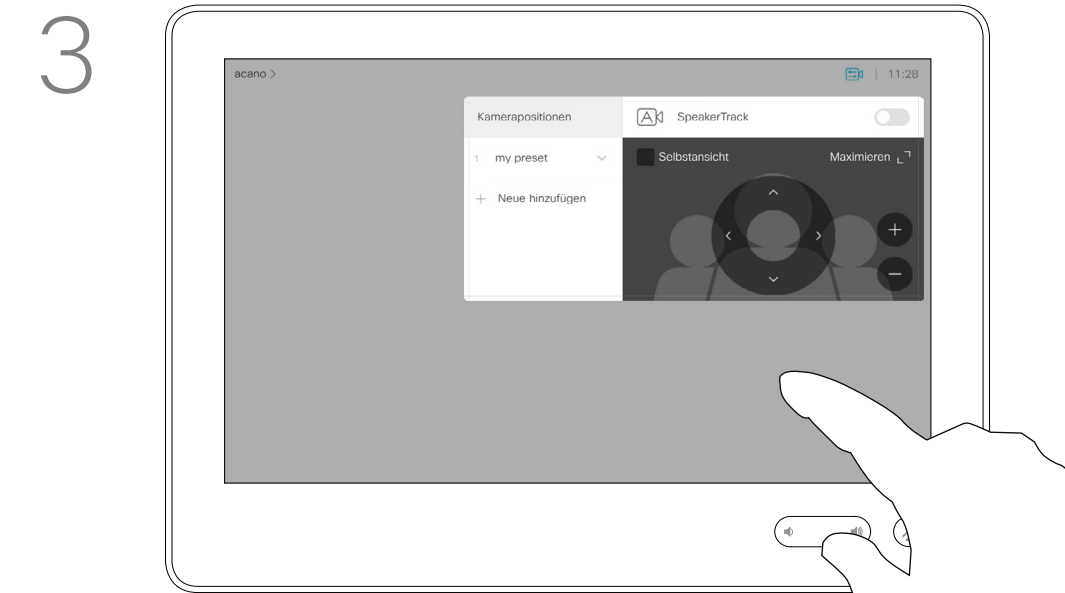 3
acano >
11:28
Kamerapositionen
SpeakerTrack
1 my preset
Selbstansicht
Maximieren
+ Neue hinzufügen